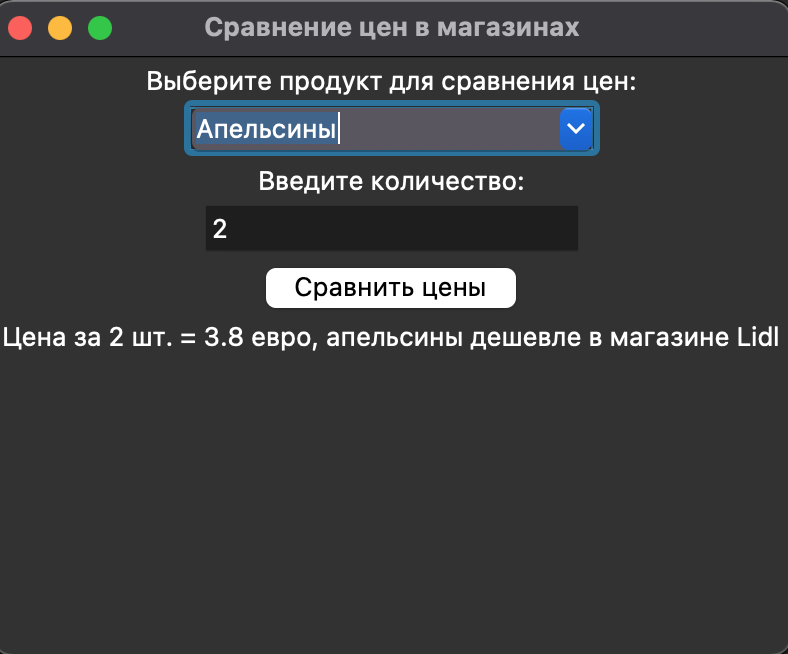 Сравнение цен в магазинах
Выберите продукт для сравнения цен:
Апельсины
Введите количество:
2
Сравнить цены
Цена за 2 шт. = 3.8 евро, апельсины дешевле в магазине Lidl